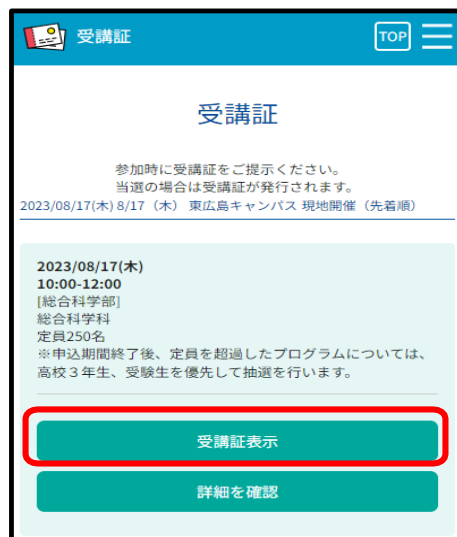 受講証
TOP
受講証
参加時に受講証をご提示ください。
当選の場合は受講証が発行されます。
2023/08/17(木) 8/17（木） 東広島キャンパス 現地開催（先着順）
2023/08/17(木)
10:00-12:00
[総合科学部]
総合科学科
定員250名
※申込期間終了後、定員を超過したプログラムについては、
高校３年生、受験生を優先して抽選を行います。
受講証表示
詳細を確認